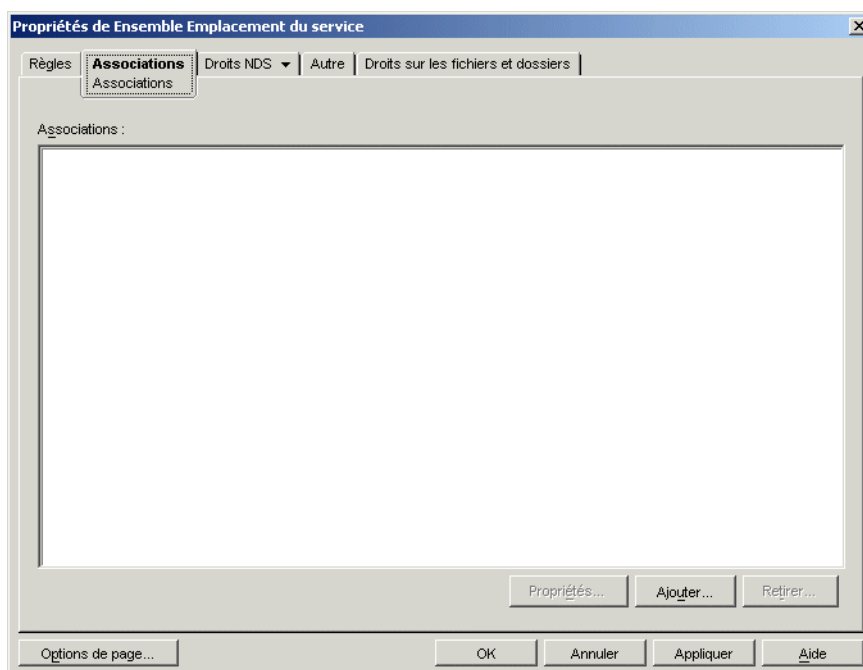 Propriétés de Ensemble Emplacement du service
Règles Associations Droits NDS Autre Droits sur les fichiers et dossiers
Associations
Associations :
Propriétés... Ajouter... Retirer...
Options de page... OK Annuler Appliquer Aide